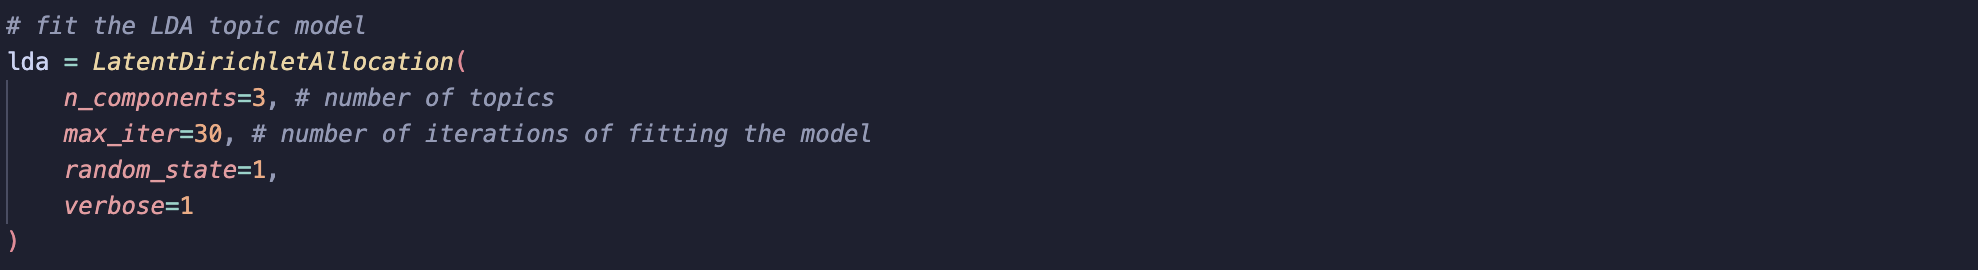 # fit the LDA topic model
lda = LatentDirichletAllocation(
    n_components=3, # number of topics
    max_iter=30, # number of iterations of fitting the model
    random_state=1,
    verbose=1
)